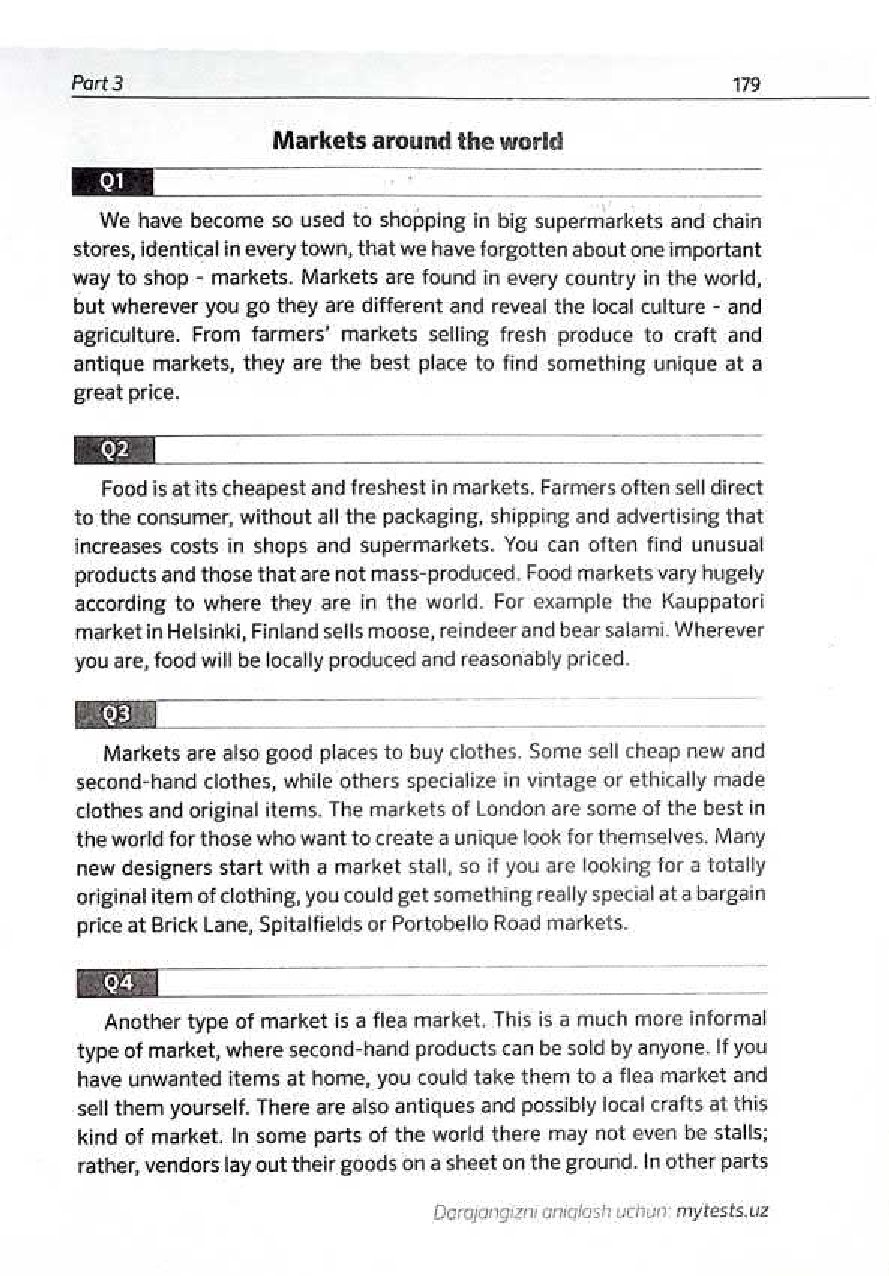 Part 3 179
Markets around the world
Q1
We have become so used to shopping in big supermarkets and chain
stores, identical in every town, that we have forgotten about one important
way to shop - markets. Markets are found in every country in the world,
but wherever you go they are different and reveal the local culture - and
agriculture. From farmers' markets selling fresh produce to craft and
antique markets, they are the best place to find something unique at a
great price.
Q2
Food is at its cheapest and freshest in markets. Farmers often sell direct
to the consumer, without all the packaging, shipping and advertising that
increases costs in shops and supermarkets. You can often find unusual
products and those that are not mass-produced. Food markets vary hugely
according to where they are in the world. For example the Kauppatori
market in Helsinki, Finland sells moose, reindeer and bear salami. Wherever
you are, food will be locally produced and reasonably priced.
Q3
Markets are also good places to buy clothes. Some sell cheap new and
second-hand clothes, while others specialize in vintage or ethically made
clothes and original items. The markets of London are some of the best in
the world for those who want to create a unique look for themselves. Many
new designers start with a market stall, so if you are looking for a totally
original item of clothing, you could get something really special at a bargain
price at Brick Lane, Spitalfields or Portobello Road markets.
Q4
Another type of market is a flea market. This is a much more informal
type of market, where second-hand products can be sold by anyone. If you
have unwanted items at home, you could take them to a flea market and
sell them yourself. There are also antiques and possibly local crafts at this
kind of market. In some parts of the world there may not even be stalls;
rather, vendors lay out their goods on a sheet on the ground. In other parts
Darajangizni aniqlash uchun: mytests.uz